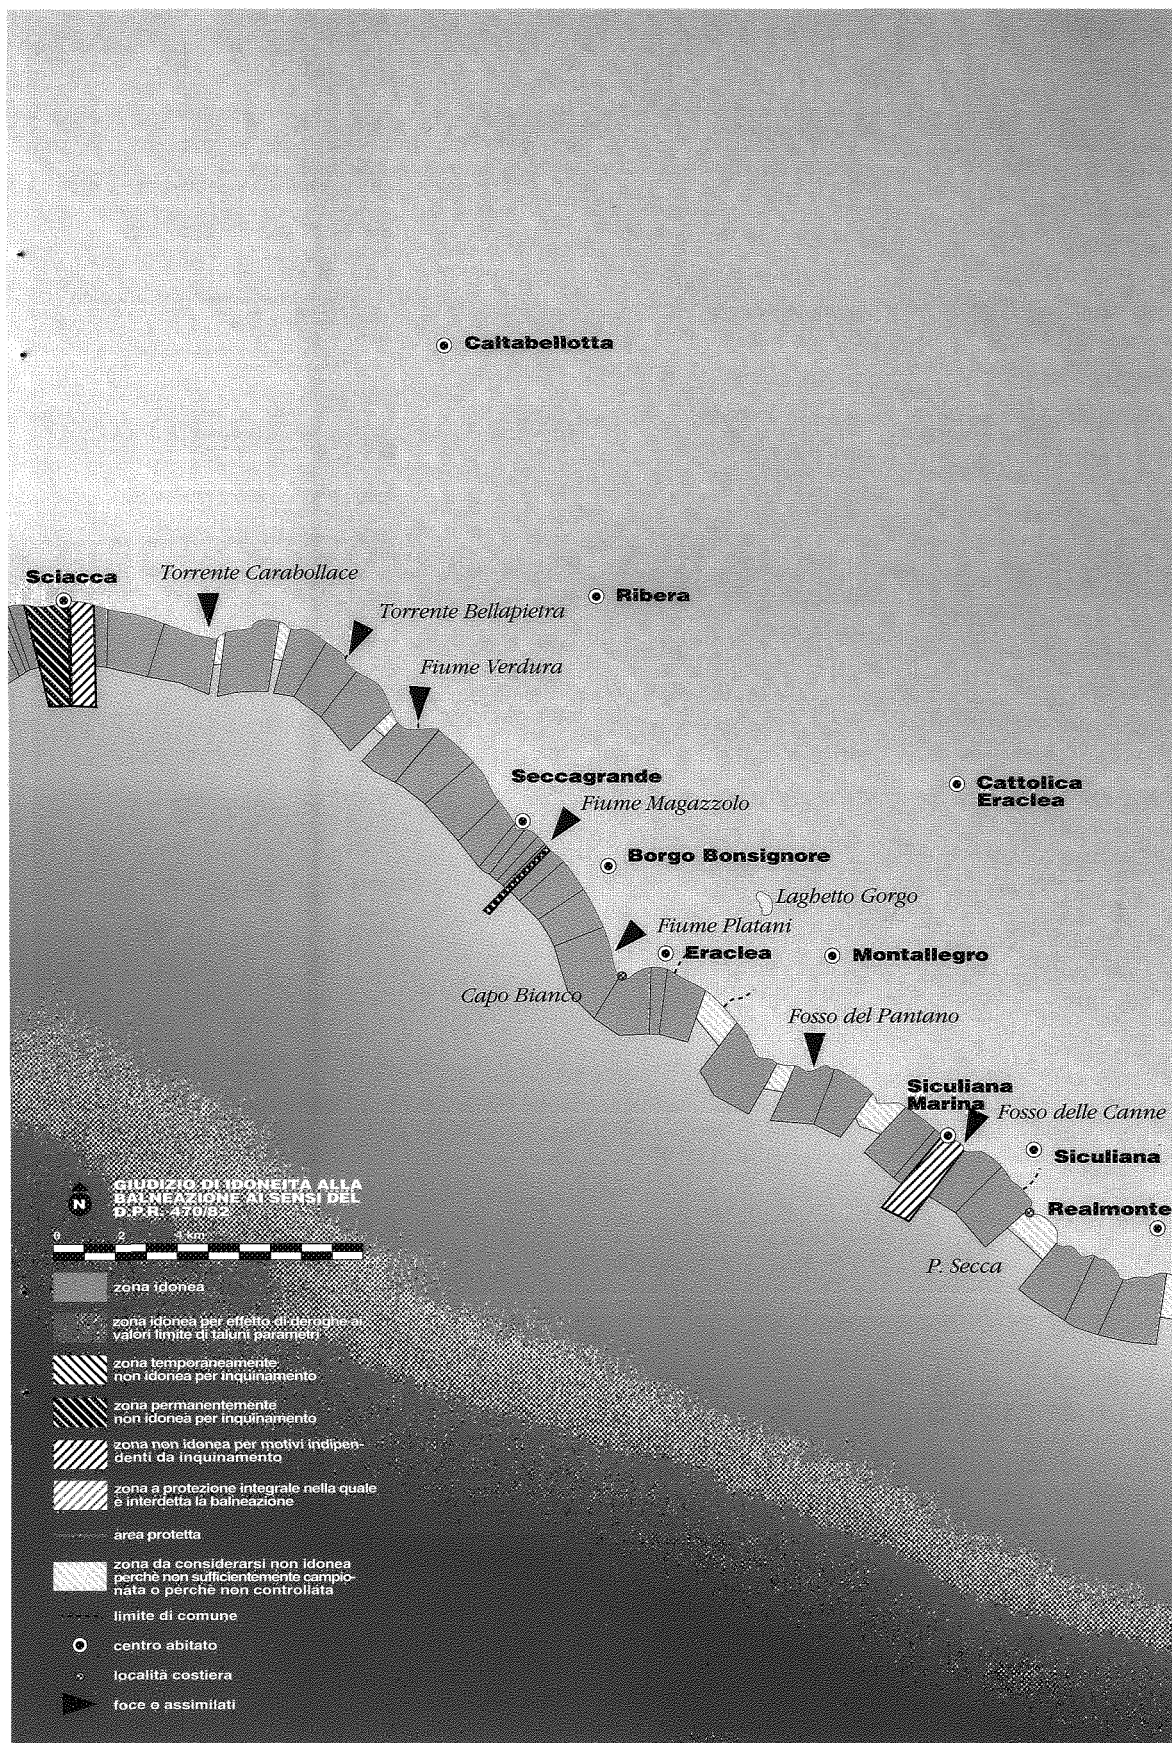 Caltabellotta
Sciacca
Torrente Carabollace
Ribera
Torrente Bellapietra
Fiume Verdura
Seccagrande
Cattolica
Eraclea
Fiume Magazzolo
Borgo Bonsignore
Laghetto Gorgo
Fiume Platani
Eraclea
Montallegro
Capo Bianco
Fosso del Pantano
Siculiana
Marina
Fosso delle Canne
Siculiana
Realmonte
P. Secca
N
GIUDIZIO DI IDONEITA ALLA
BALNEAZIONE AI SENSI DEL
D.P.R. 470/82
0 2 4 km
zona idonea
zona idonea per effetto di deroghe ai
valori limite di taluni parametri
zona temporaneamente
non idonea per inquinamento
zona permanentemente
non idonea per inquinamento
zona non idonea per motivi indipen-
denti da inquinamento
zona a protezione integrale nella quale
è interdetta la balneazione
area protetta
zona da considerarsi non idonea
perchè non sufficientemente campio-
nata o perchè non controllata
limite di comune
centro abitato
località costiera
foce o assimilati